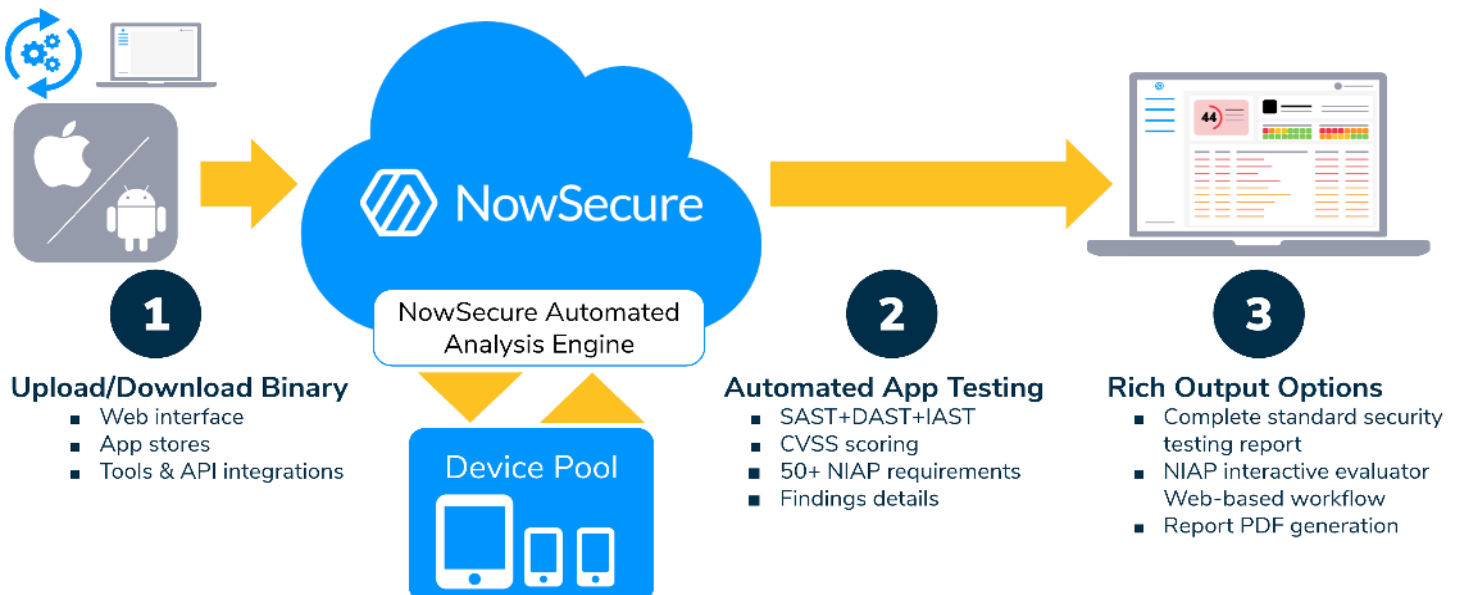 NowSecure
NowSecure Automated
Analysis Engine
Device Pool
1
Upload/Download Binary
▪ Web interface
▪ App stores
▪ Tools & API integrations
2
Automated App Testing
▪ SAST+DAST+IAST
▪ CVSS scoring
▪ 50+ NIAP requirements
▪ Findings details
44
3
Rich Output Options
▪ Complete standard security
testing report
▪ NIAP interactive evaluator
Web-based workflow
▪ Report PDF generation